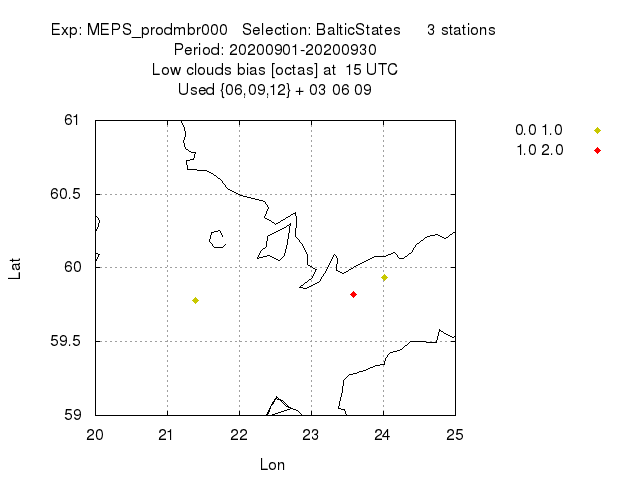 Exp: MEPS_prodmbr000 Selection: BalticStates 3 stations
Period: 20200901-20200930
Low clouds bias [octas] at 15 UTC
Used {06,09,12} + 03 06 09
0.0 1.0
1.0 2.0
61
60.5
60
59.5
59
Lat
20 21 22 23 24 25
Lon